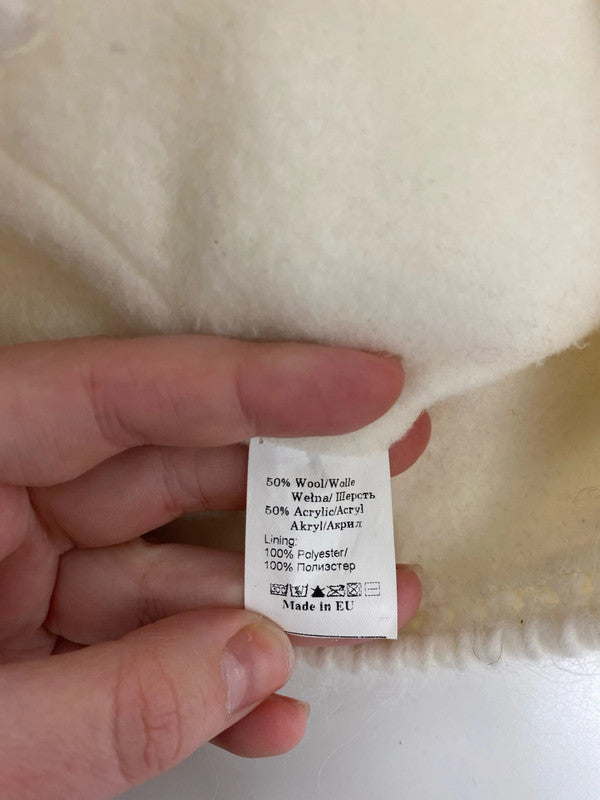 50% Wool/Wolle
Wełna/ Шерсть
50% Acrylic/Acryl
Akryl/Акрил
Lining:
100% Polyester/
100% Полиэстер
Made in EU